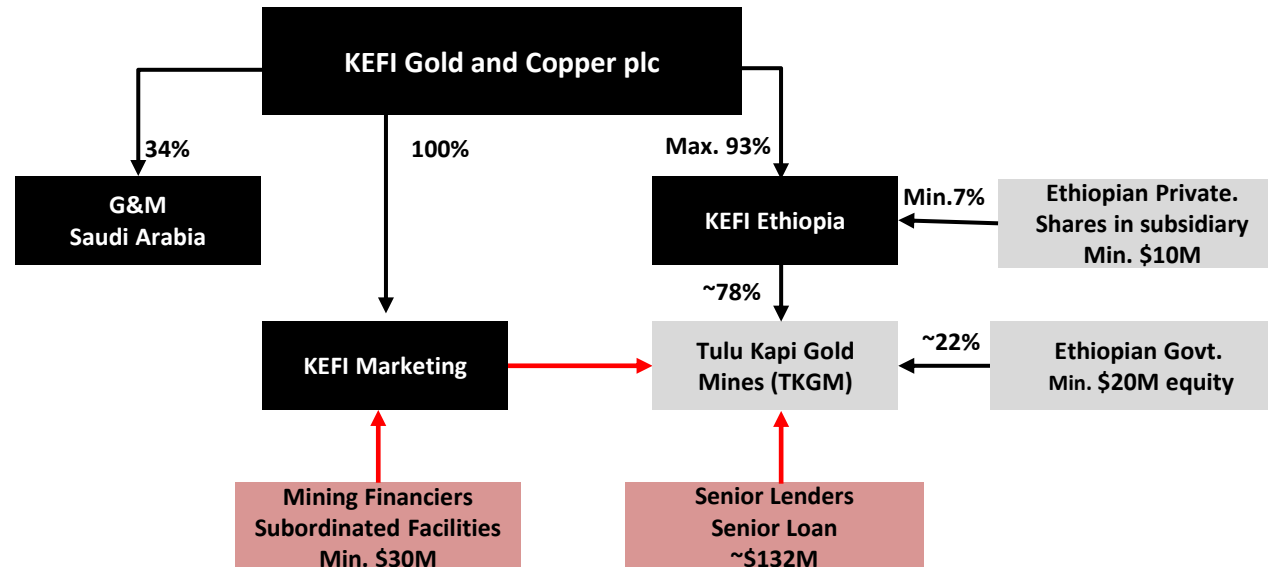 KEFI Gold and Copper plc
34%
100%
Max. 93%
G&M
Saudi Arabia
KEFI Ethiopia
Min.7%
Ethiopian Private.
Shares in subsidiary
Min. $10M
~78%
KEFI Marketing
Tulu Kapi Gold
Mines (TKGM)
~22%
Ethiopian Govt.
Min. $20M equity
Mining Financiers
Subordinated Facilities
Min. $30M
Senior Lenders
Senior Loan
~$132M